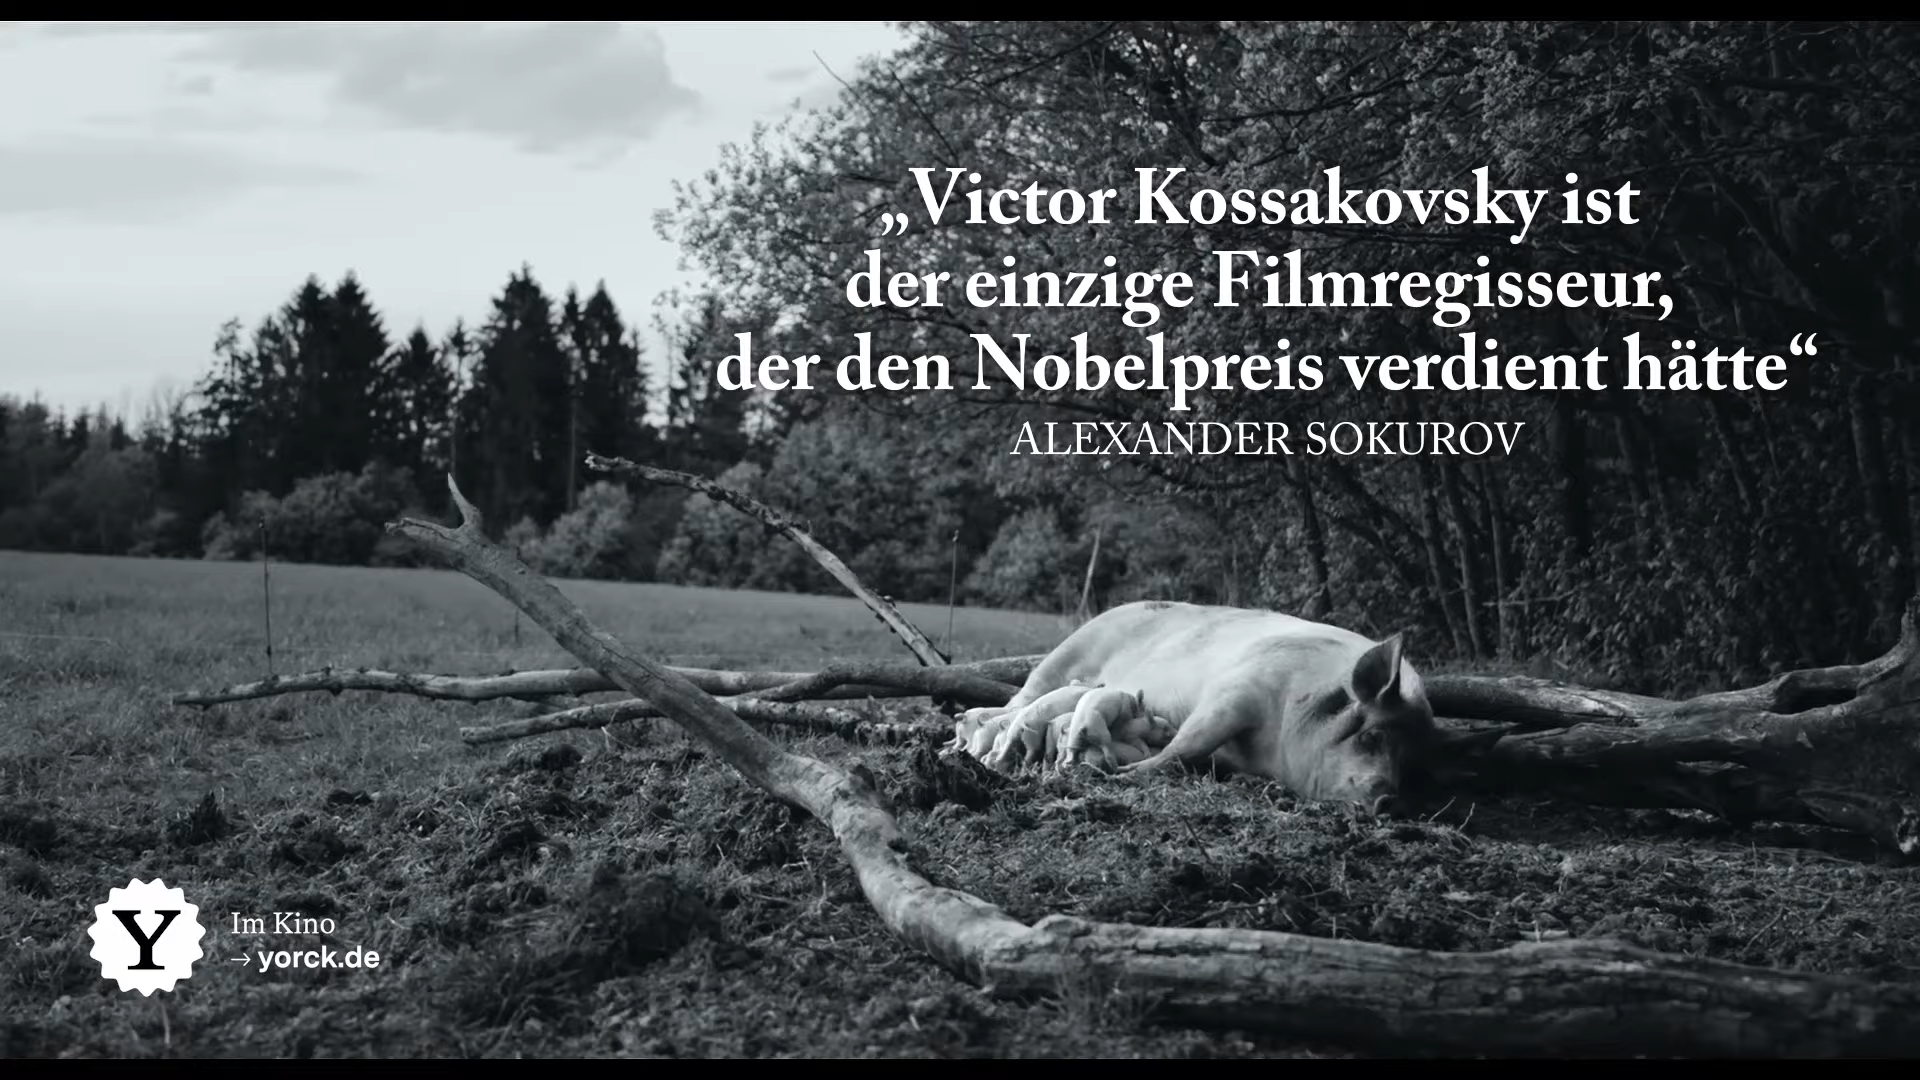 „Victor Kossakovsky ist
der einzige Filmregisseur,
der den Nobelpreis verdient hätte“
ALEXANDER SOKUROV
Y
Im Kino
→ yorck.de